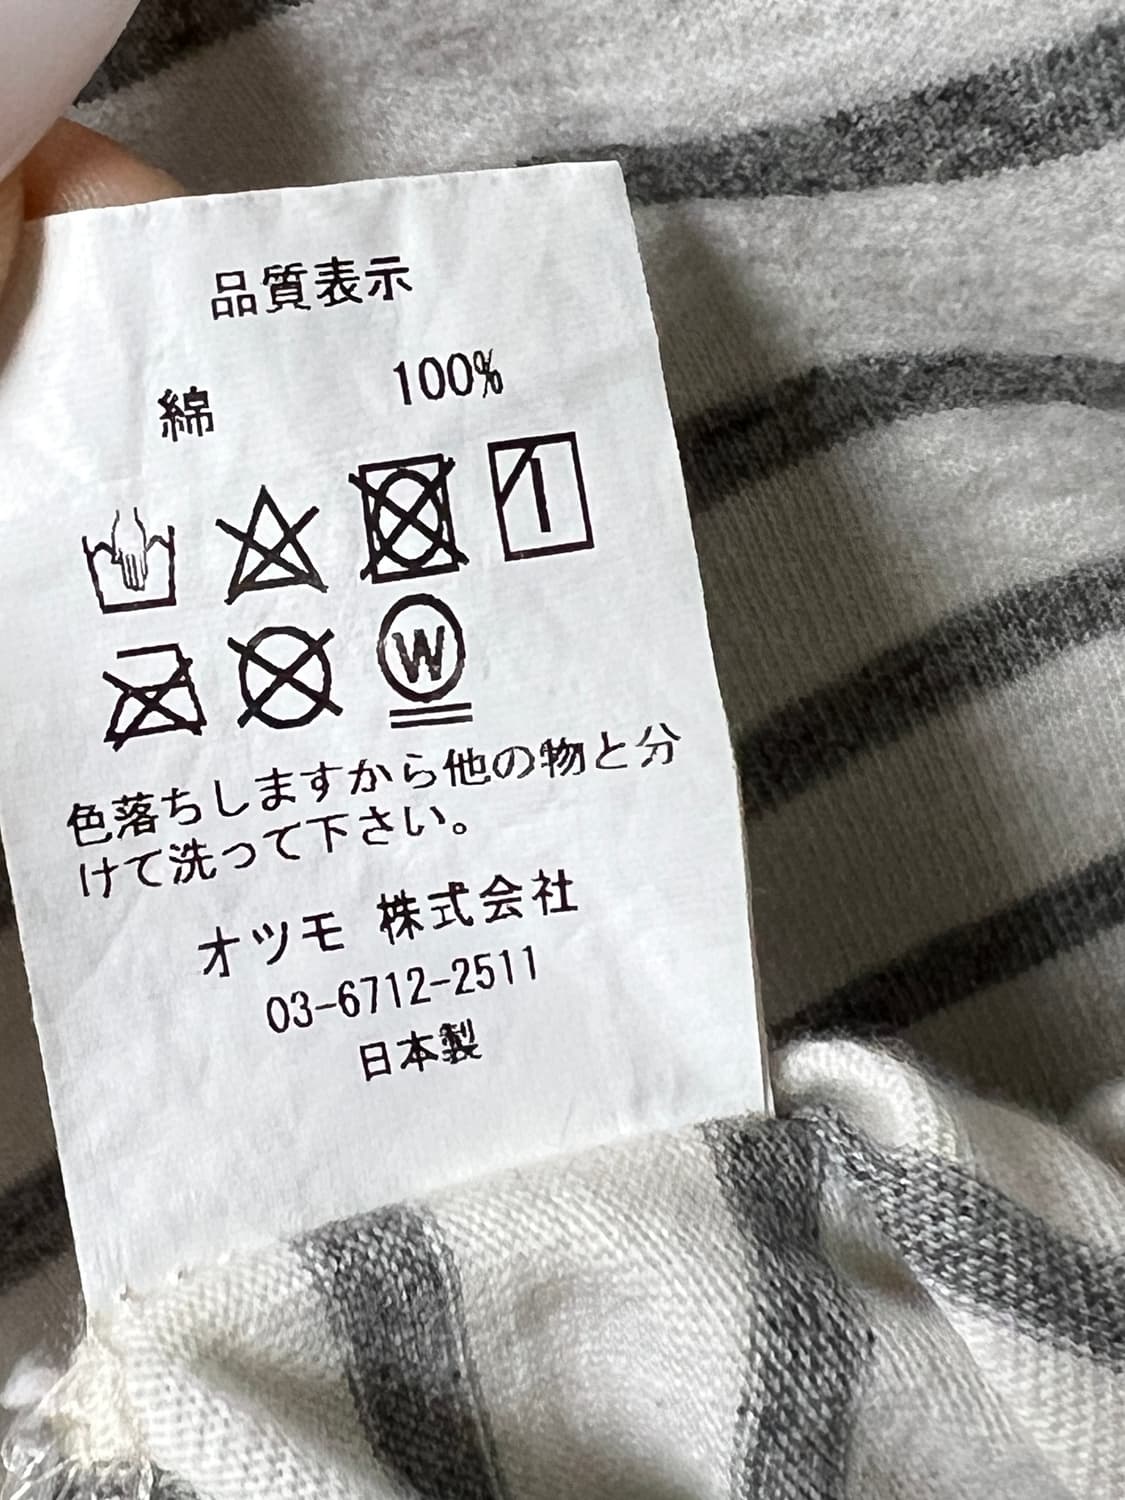 品質表示
綿 100%
W
色落ちしますから他の物と分
けて洗って下さい。
オツモ 株式会社
03-6712-2511
日本製